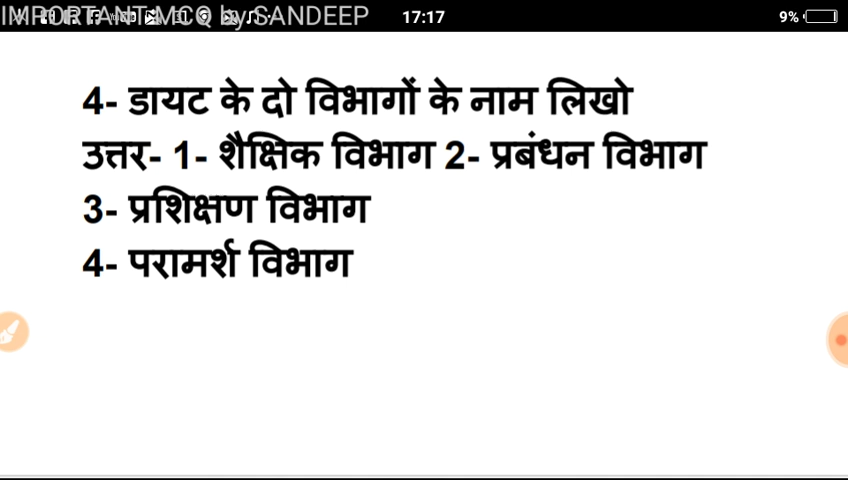 IMPORTANT MCQ by SANDEEP
17:17
9%
4- डायट के दो विभागों के नाम लिखो
उत्तर- 1- शैक्षिक विभाग 2- प्रबंधन विभाग
3- प्रशिक्षण विभाग
4- परामर्श विभाग